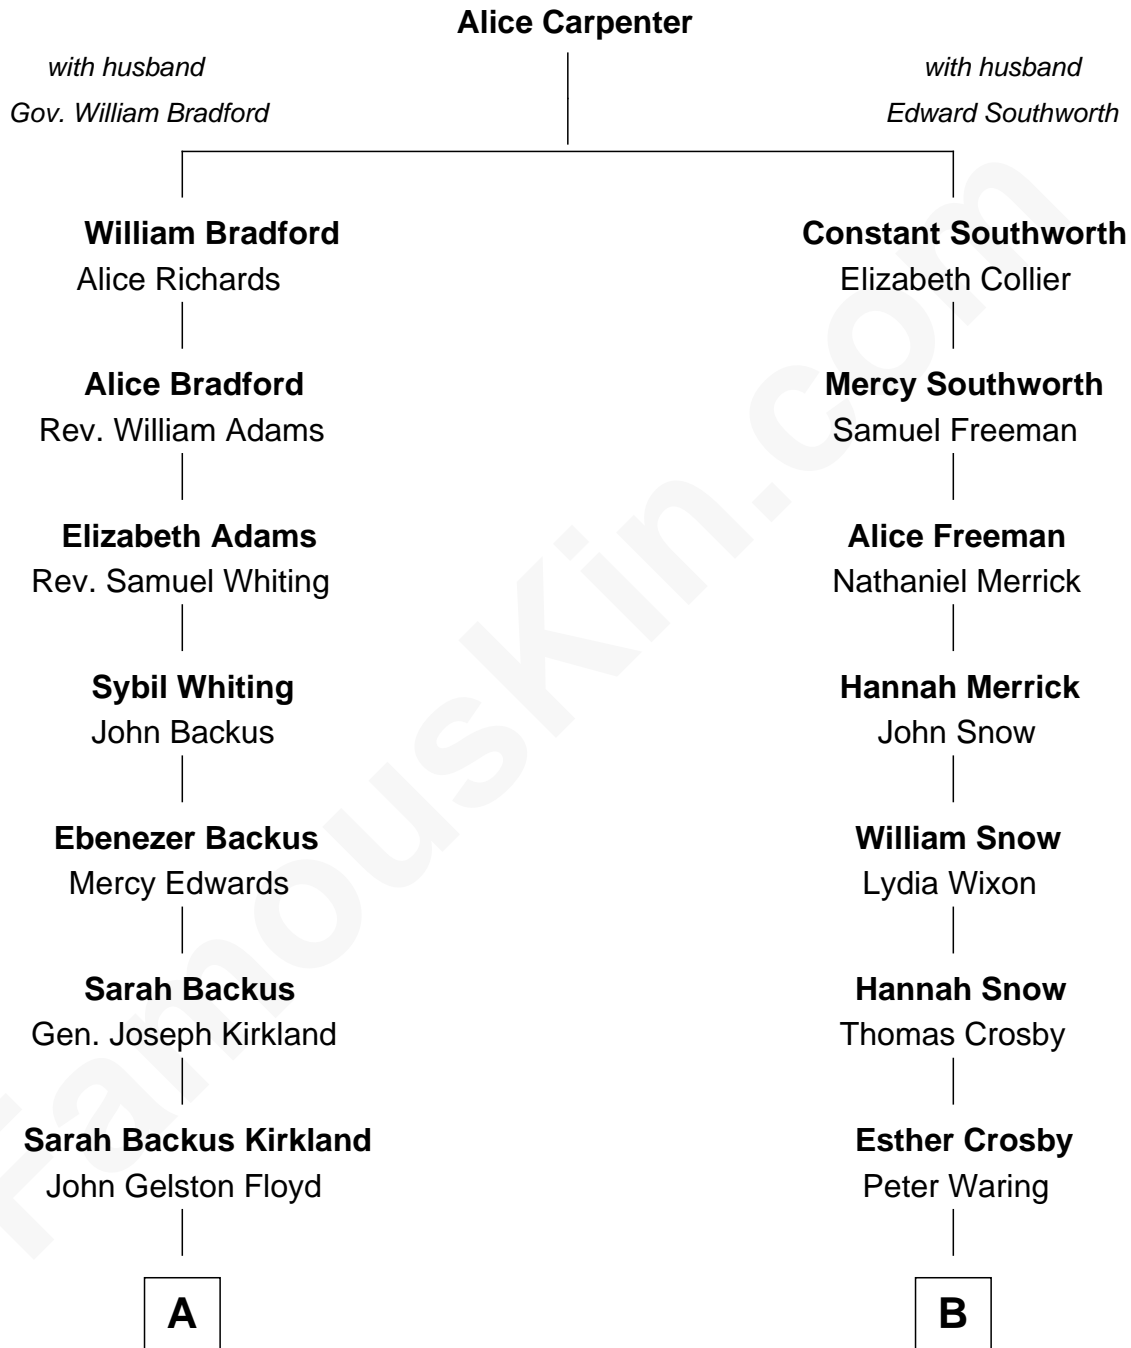 Alice Carpenter
with husband
Gov. William Bradford
with husband
Edward Southworth
William Bradford
Alice Richards
Constant Southworth
Elizabeth Collier
Alice Bradford
Rev. William Adams
Mercy Southworth
Samuel Freeman
Elizabeth Adams
Rev. Samuel Whiting
Alice Freeman
Nathaniel Merrick
Sybil Whiting
John Backus
Hannah Merrick
John Snow
Ebenezer Backus
Mercy Edwards
William Snow
Lydia Wixon
Sarah Backus
Gen. Joseph Kirkland
Hannah Snow
Thomas Crosby
Sarah Backus Kirkland
John Gelston Floyd
Esther Crosby
Peter Waring
A
B
FamousKin.com